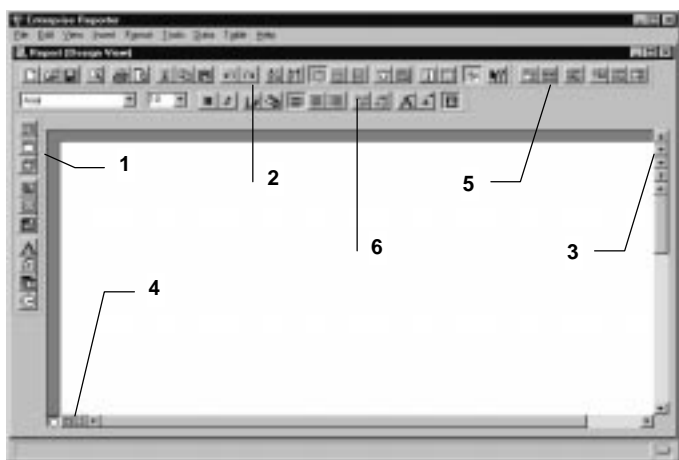 Enterprise Reporter
File Edit View Insert Format Tools Data Table Help
Report (Design View)
1
2
5
3
6
4